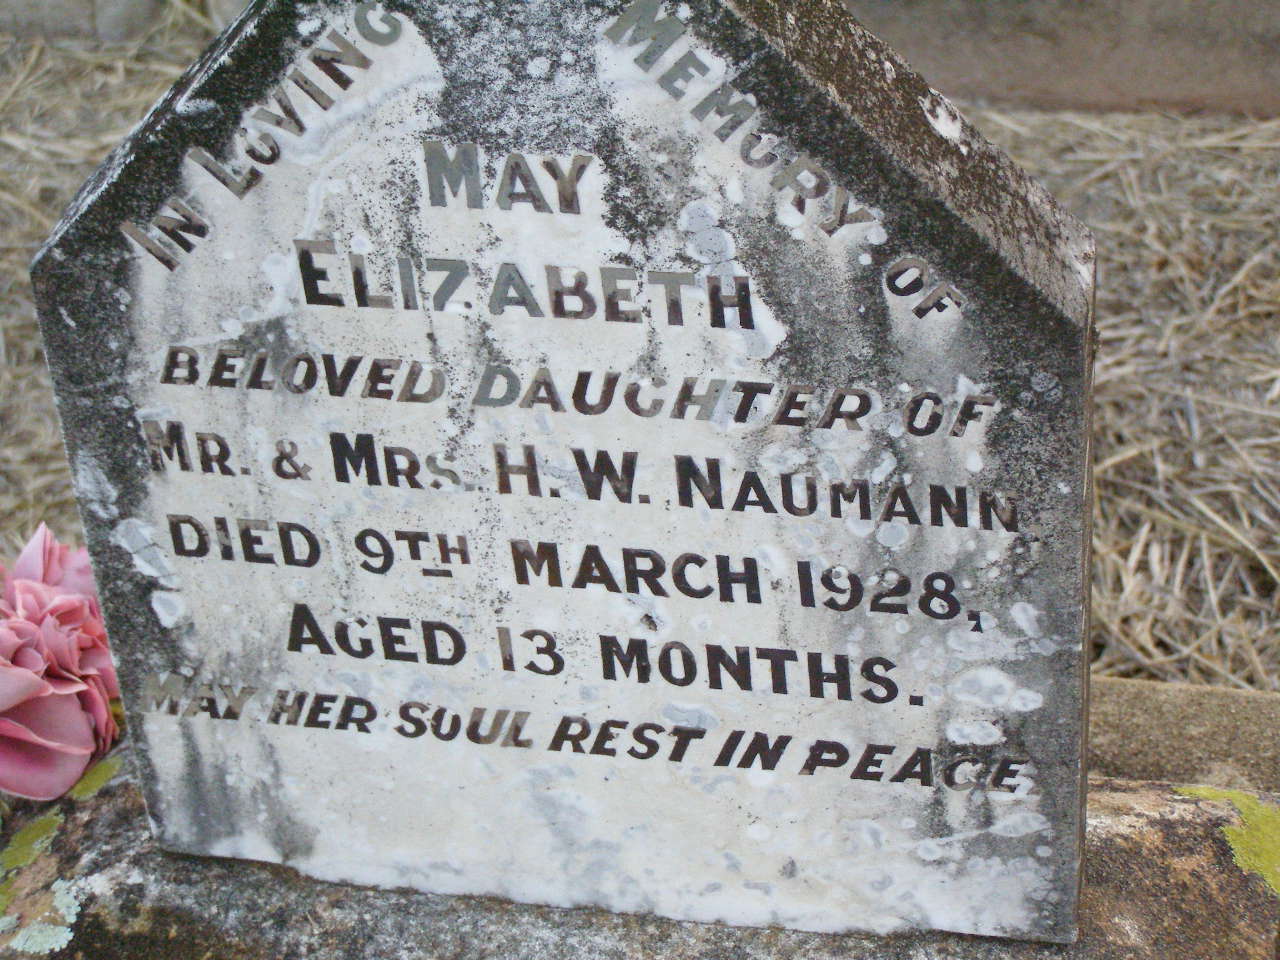 IN LOVING MEMORY OF
MAY
ELIZABETH
BELOVED DAUGHTER OF
MR. & MRS. H. W. NAUMANN
DIED 9TH MARCH 1928,
AGED 13 MONTHS.
MAY HER SOUL REST IN PEACE